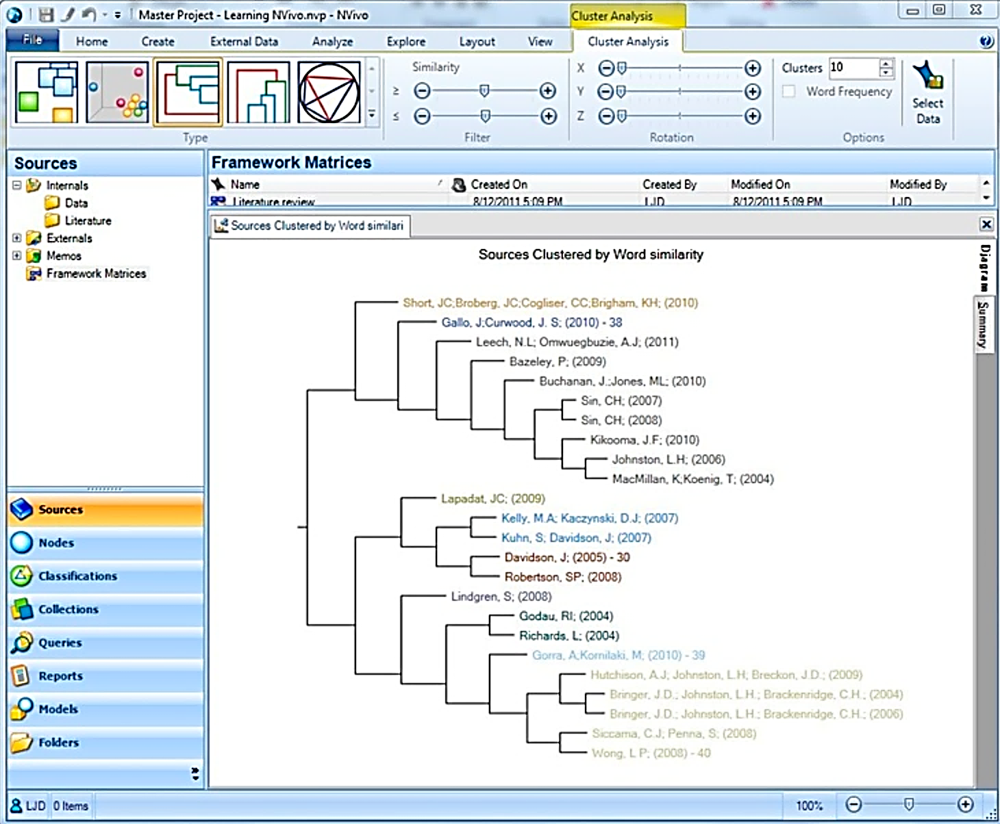 Master Project - Learning NVivo.nvp - NVivo
Cluster Analysis
File Home Create External Data Analyze Explore Layout View Cluster Analysis
Similarity
≥
≤
X
Y
Z
Clusters 10
Word Frequency
Select
Data
Type Filter Rotation Options
Sources
Internals
Data
Literature
Externals
Memos
Framework Matrices
Framework Matrices
Name Created On Created By Modified On Modified By
Literature review 8/12/2011 5:09 PM LJD 8/12/2011 5:09 PM LJD
Sources Clustered by Word similari
Sources Clustered by Word similarity
Short, JC;Broberg, JC;Cogliser, CC;Brigham, KH; (2010)
Gallo, J;Curwood, J. S; (2010) - 38
Leech, N.L; Omwuegbuzie, A.J; (2011)
Bazeley, P; (2009)
Buchanan, J.;Jones, ML; (2010)
Sin, CH; (2007)
Sin, CH; (2008)
Kikooma, J.F; (2010)
Johnston, L.H; (2006)
MacMillan, K;Koenig, T; (2004)
Lapadat, JC; (2009)
Kelly, M.A; Kaczynski, D.J; (2007)
Kuhn, S; Davidson, J; (2007)
Davidson, J; (2005) - 30
Robertson, SP; (2008)
Lindgren, S; (2008)
Godau, RI; (2004)
Richards, L; (2004)
Gorra, A;Kornilaki, M; (2010) - 39
Hutchison, A.J; Johnston, L.H; Breckon, J.D.; (2009)
Bringer, J.D.; Johnston, L.H.; Brackenridge, C.H.; (2004)
Bringer, J.D.; Johnston, L.H.; Brackenridge, C.H.; (2006)
Siccama, C.J; Penna, S; (2008)
Wong, L P; (2008) - 40
Diagram
Summary
Sources
Nodes
Classifications
Collections
Queries
Reports
Models
Folders
LJD 0 Items
100%